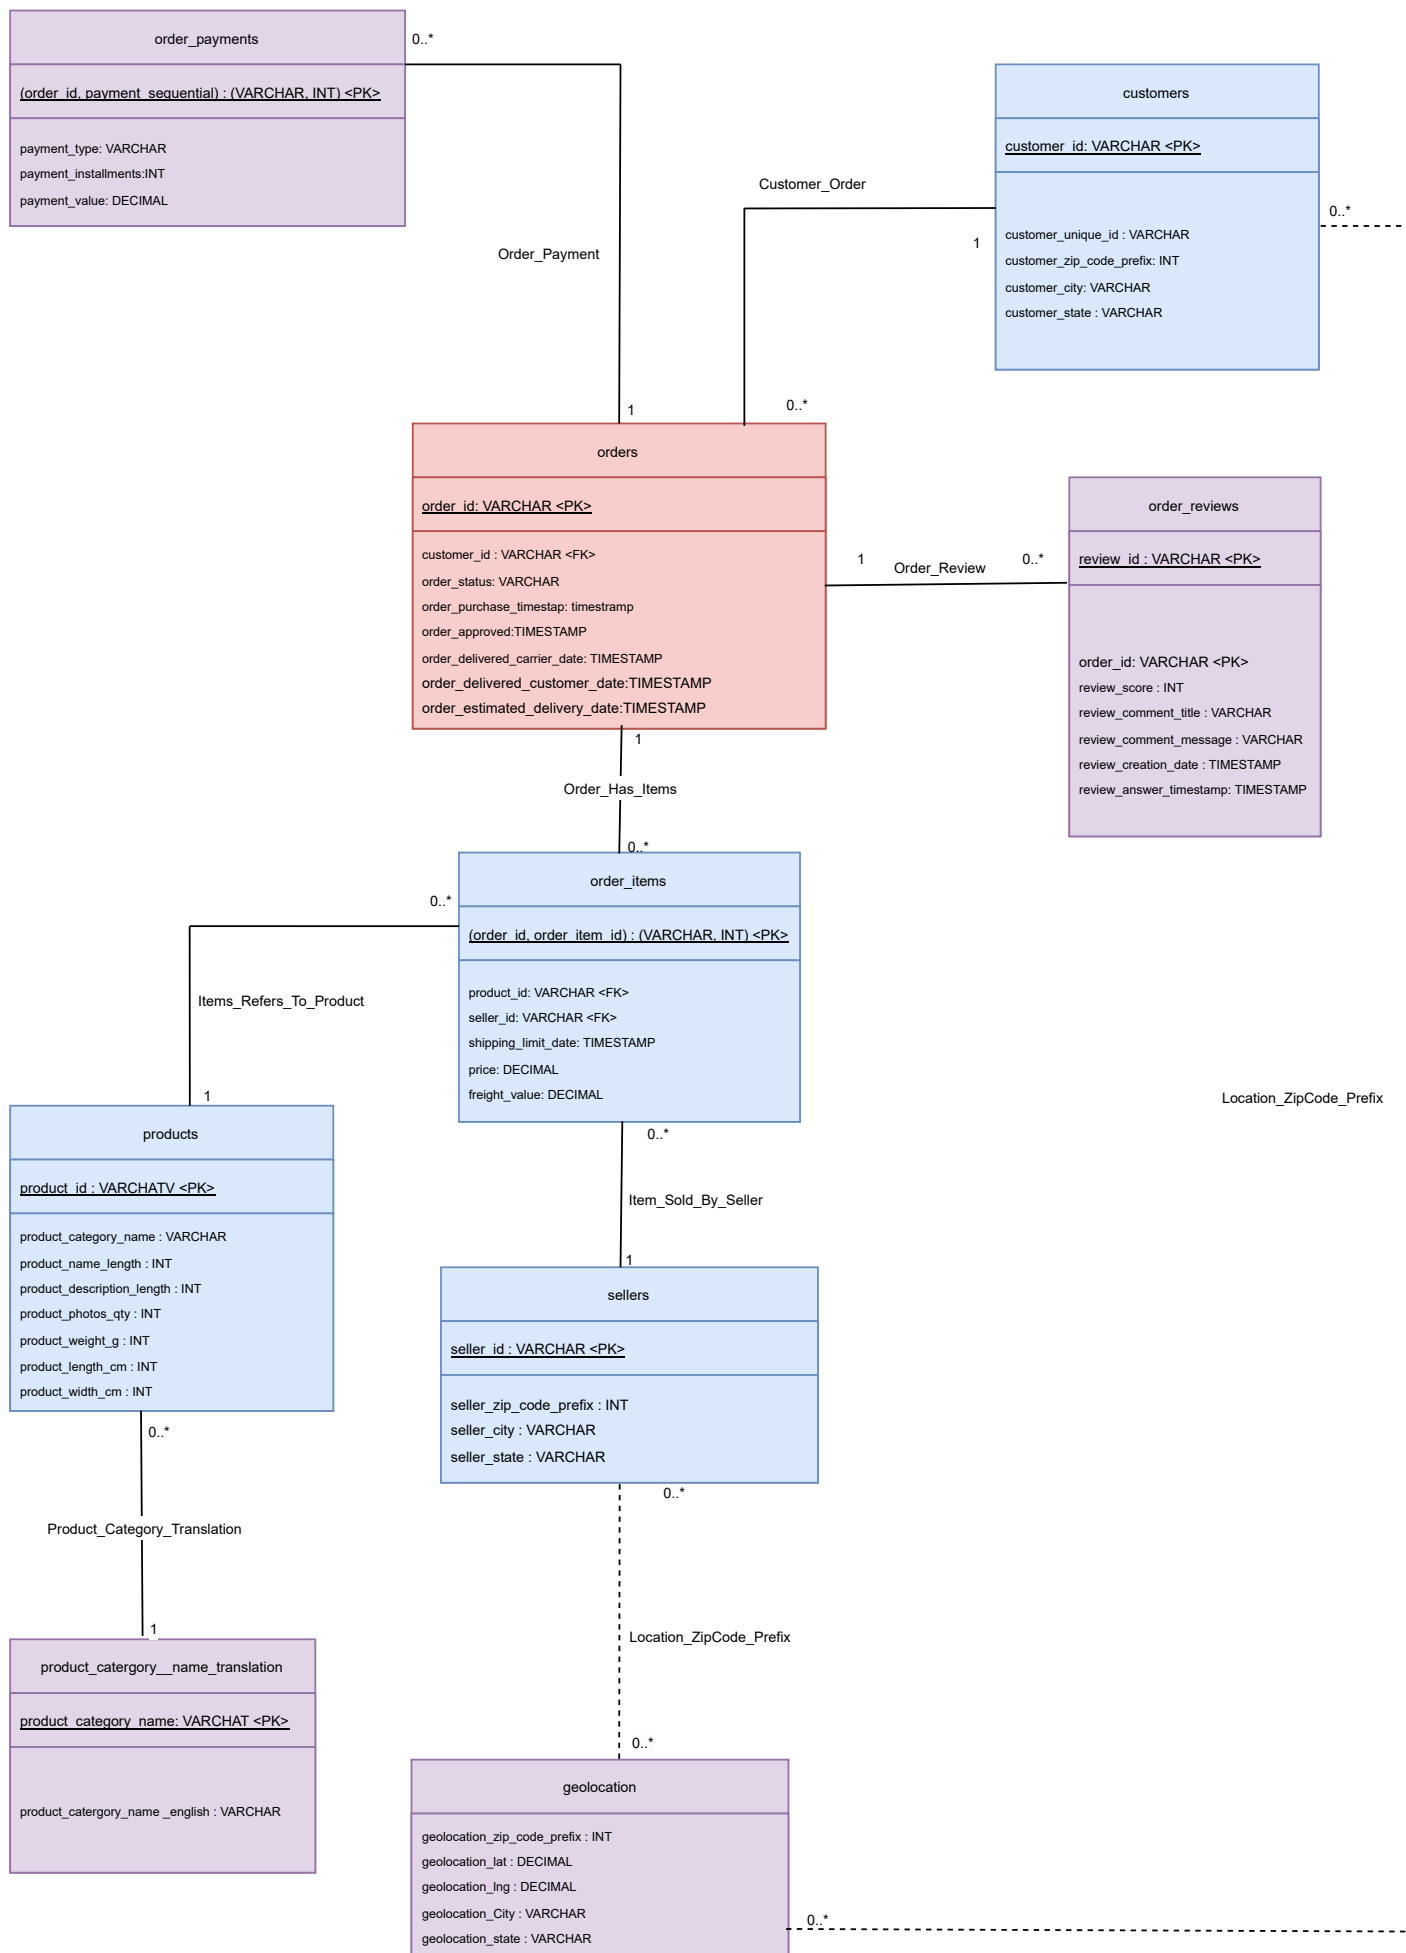 order_payments
0..*
(order_id, payment_sequential) : (VARCHAR, INT) <PK>
payment_type: VARCHAR
payment_installments:INT
payment_value: DECIMAL
customers
customer_id: VARCHAR <PK>
customer_unique_id : VARCHAR
customer_zip_code_prefix: INT
customer_city: VARCHAR
customer_state : VARCHAR
0..*
Customer_Order
1
Order_Payment
1
0..*
orders
order_id: VARCHAR <PK>
customer_id : VARCHAR <FK>
order_status: VARCHAR
order_purchase_timestap: timestramp
order_approved:TIMESTAMP
order_delivered_carrier_date: TIMESTAMP
order_delivered_customer_date:TIMESTAMP
order_estimated_delivery_date:TIMESTAMP
1
Order_Review
0..*
order_reviews
review_id : VARCHAR <PK>
order_id: VARCHAR <PK>
review_score : INT
review_comment_title : VARCHAR
review_comment_message : VARCHAR
review_creation_date : TIMESTAMP
review_answer_timestamp: TIMESTAMP
1
Order_Has_Items
0..*
order_items
(order_id, order_item_id) : (VARCHAR, INT) <PK>
product_id: VARCHAR <FK>
seller_id: VARCHAR <FK>
shipping_limit_date: TIMESTAMP
price: DECIMAL
freight_value: DECIMAL
0..*
Items_Refers_To_Product
1
Location_ZipCode_Prefix
products
product_id : VARCHATV <PK>
product_category_name : VARCHAR
product_name_length : INT
product_description_length : INT
product_photos_qty : INT
product_weight_g : INT
product_length_cm : INT
product_width_cm : INT
0..*
Item_Sold_By_Seller
1
sellers
seller_id : VARCHAR <PK>
seller_zip_code_prefix : INT
seller_city : VARCHAR
seller_state : VARCHAR
0..*
Product_Category_Translation
1
0..*
Location_ZipCode_Prefix
0..*
product_catergory__name_translation
product_category_name: VARCHAT <PK>
product_catergory_name _english : VARCHAR
geolocation
geolocation_zip_code_prefix : INT
geolocation_lat : DECIMAL
geolocation_lng : DECIMAL
geolocation_City : VARCHAR
geolocation_state : VARCHAR
0..*